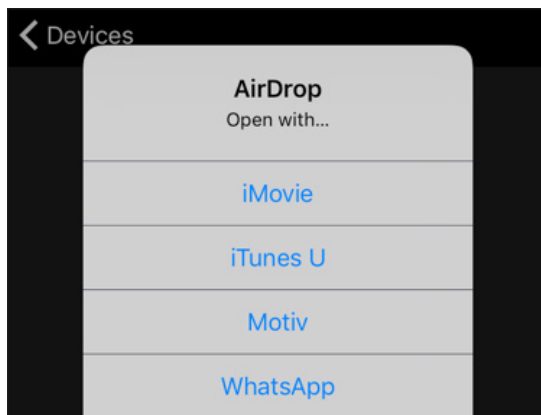 Devices
AirDrop
Open with...
iMovie
iTunes U
Motiv
WhatsApp